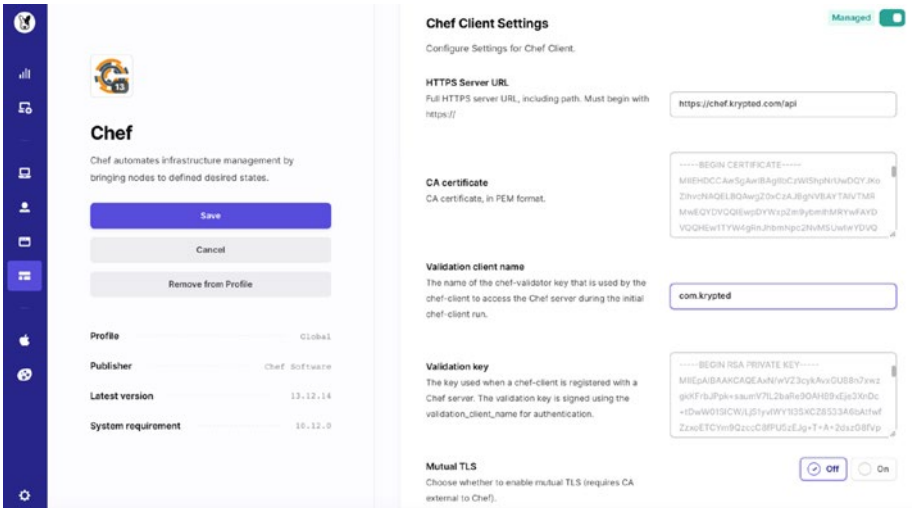 13
Chef
Chef automates infrastructure management by
bringing nodes to defined desired states.
Save
Cancel
Remove from Profile
Profile Global
Publisher Chef Software
Latest version 13.12.14
System requirement 10.12.0
Chef Client Settings
Managed
Configure Settings for Chef Client.
HTTPS Server URL
Full HTTPS server URL, including path. Must begin with
https://
https://chef.krypted.com/api
CA certificate
CA certificate, in PEM format.
-----BEGIN CERTIFICATE-----
Validation client name
The name of the chef-validator key that is used by the
chef-client to access the Chef server during the initial
chef-client run.
com.krypted
Validation key
The key used when a chef-client is registered with a
Chef server. The validation key is signed using the
validation_client_name for authentication.
-----BEGIN RSA PRIVATE KEY-----
Mutual TLS
Choose whether to enable mutual TLS (requires CA
external to Chef).
Off On